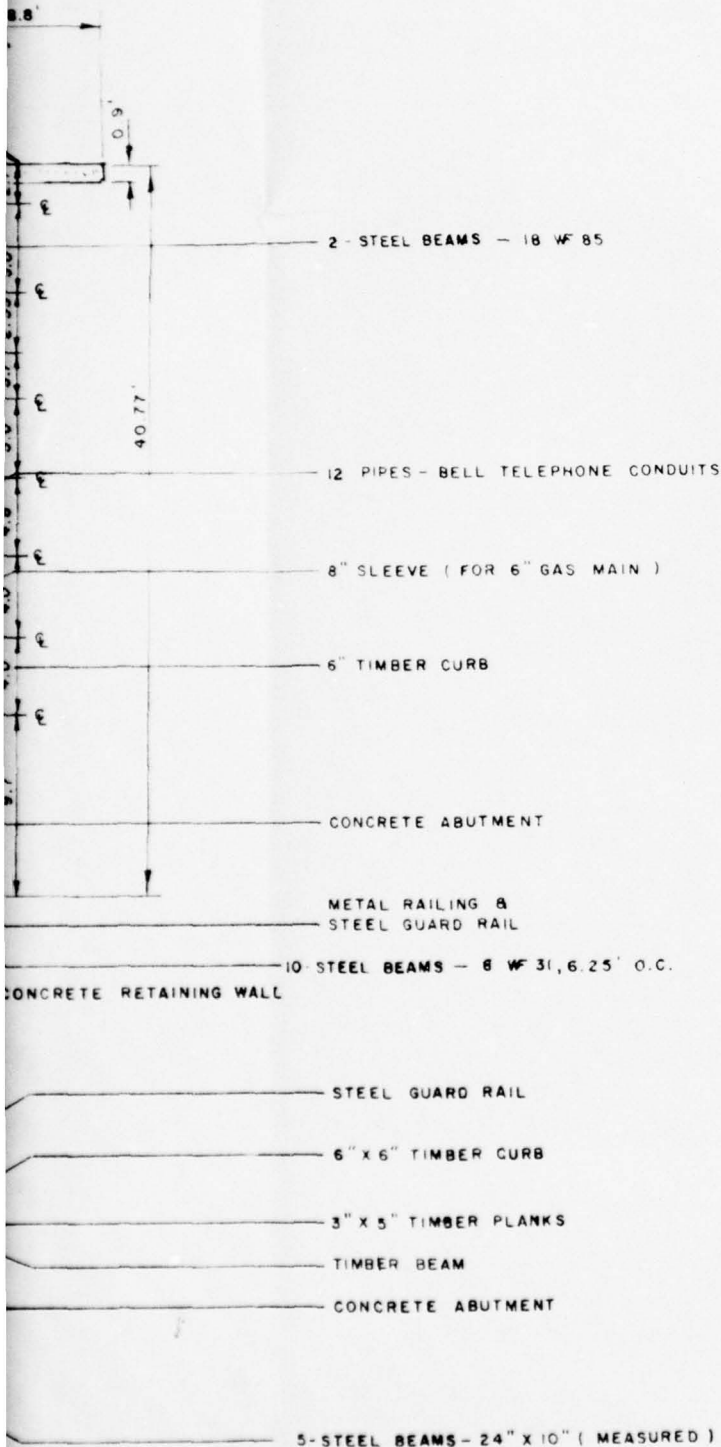 8.8'
0.9'
℄
2 - STEEL BEAMS - 18 WF 85
℄
40.77'
℄
12 PIPES - BELL TELEPHONE CONDUITS
℄
℄
8" SLEEVE ( FOR 6" GAS MAIN )
℄
6" TIMBER CURB
℄
CONCRETE ABUTMENT
METAL RAILING &
STEEL GUARD RAIL
10 - STEEL BEAMS - 8 WF 31, 6.25' O.C.
CONCRETE RETAINING WALL
STEEL GUARD RAIL
6" X 6" TIMBER CURB
3" X 5" TIMBER PLANKS
TIMBER BEAM
CONCRETE ABUTMENT
5 - STEEL BEAMS - 24" X 10" ( MEASURED )